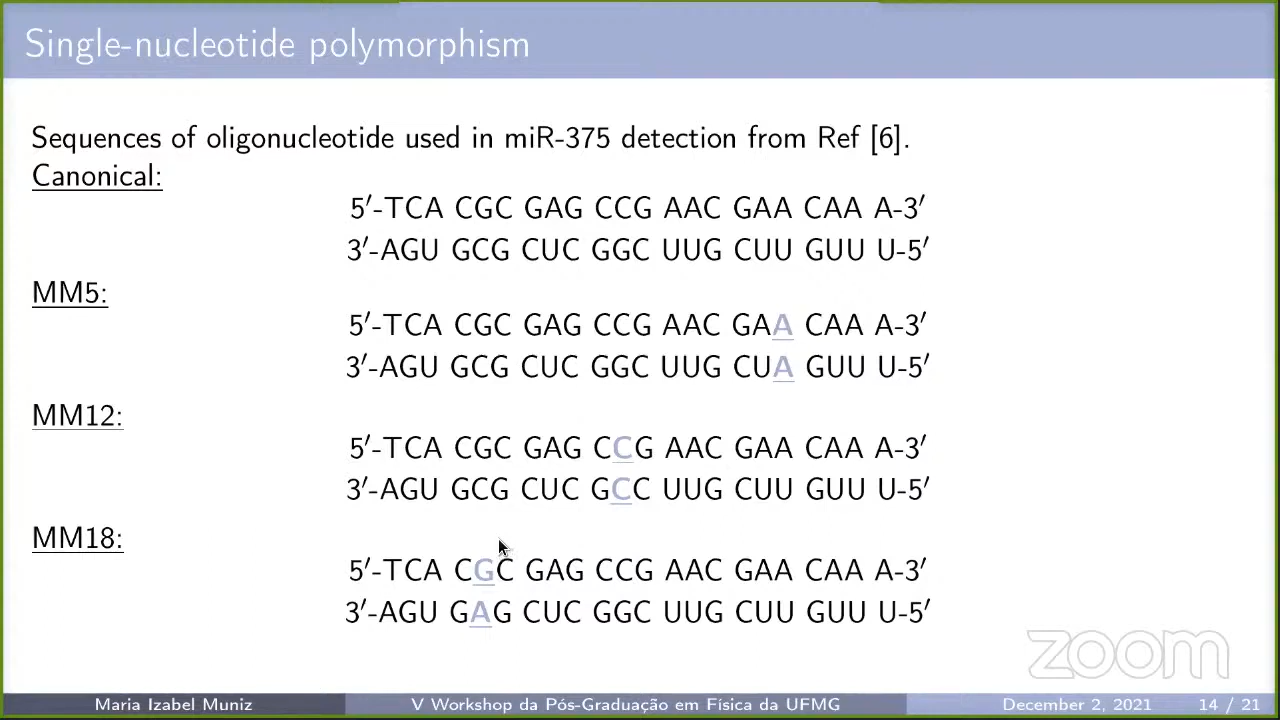 Single-nucleotide polymorphism
Sequences of oligonucleotide used in miR-375 detection from Ref [6].
Canonical:
5′-TCA CGC GAG CCG AAC GAA CAA A-3′
3′-AGU GCG CUC GGC UUG CUU GUU U-5′
MM5:
5′-TCA CGC GAG CCG AAC GAA CAA A-3′
3′-AGU GCG CUC GGC UUG CUA GUU U-5′
MM12:
5′-TCA CGC GAG CCG AAC GAA CAA A-3′
3′-AGU GCG CUC GCC UUG CUU GUU U-5′
MM18:
5′-TCA CGC GAG CCG AAC GAA CAA A-3′
3′-AGU GAG CUC GGC UUG CUU GUU U-5′
zoom
Maria Izabel Muniz V Workshop da Pós-Graduação em Física da UFMG December 2, 2021 14 / 21